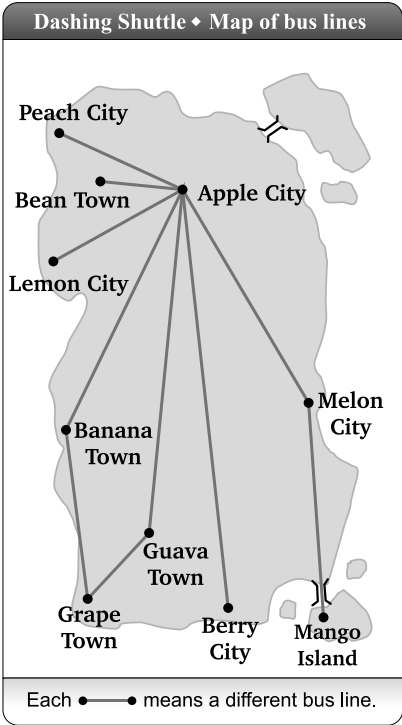 Dashing Shuttle ◆ Map of bus lines
Peach City
Apple City
Bean Town
Lemon City
Melon
City
Banana
Town
Guava
Town
Grape
Town
Berry
City
Mango
Island
Each means a different bus line.